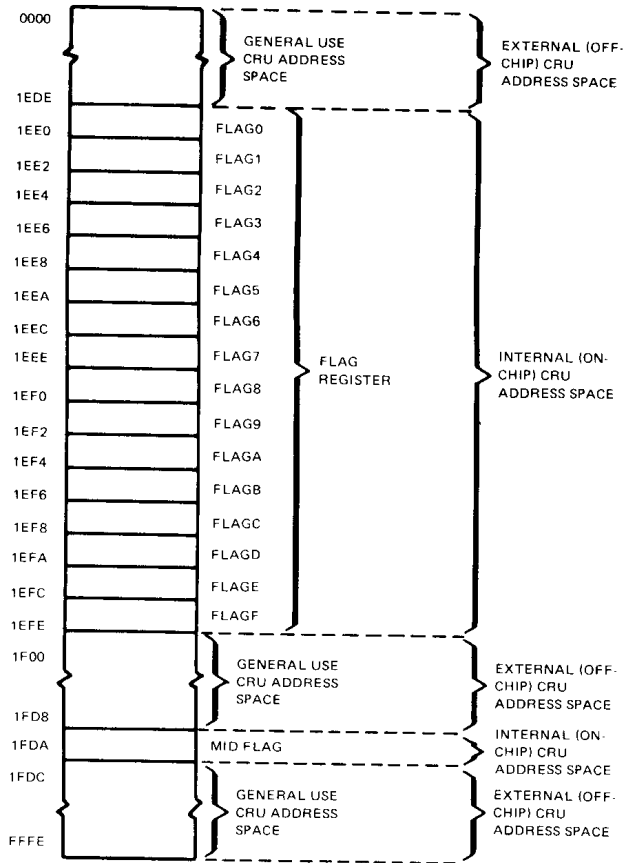 0000
GENERAL USE
CRU ADDRESS
SPACE
EXTERNAL (OFF-
CHIP) CRU
ADDRESS SPACE
1EDE
1EE0
FLAG0
1EE2
FLAG1
1EE4
FLAG2
1EE6
FLAG3
1EE8
FLAG4
1EEA
FLAG5
1EEC
FLAG6
1EEE
FLAG7
1EF0
FLAG8
1EF2
FLAG9
1EF4
FLAGA
1EF6
FLAGB
1EF8
FLAGC
1EFA
FLAGD
1EFC
FLAGE
1EFE
FLAGF
FLAG
REGISTER
INTERNAL (ON-
CHIP) CRU
ADDRESS SPACE
1F00
GENERAL USE
CRU ADDRESS
SPACE
EXTERNAL (OFF-
CHIP) CRU
ADDRESS SPACE
1FD8
1FDA
MID FLAG
INTERNAL (ON-
CHIP) CRU
ADDRESS SPACE
1FDC
GENERAL USE
CRU ADDRESS
SPACE
EXTERNAL (OFF-
CHIP) CRU
ADDRESS SPACE
FFFE